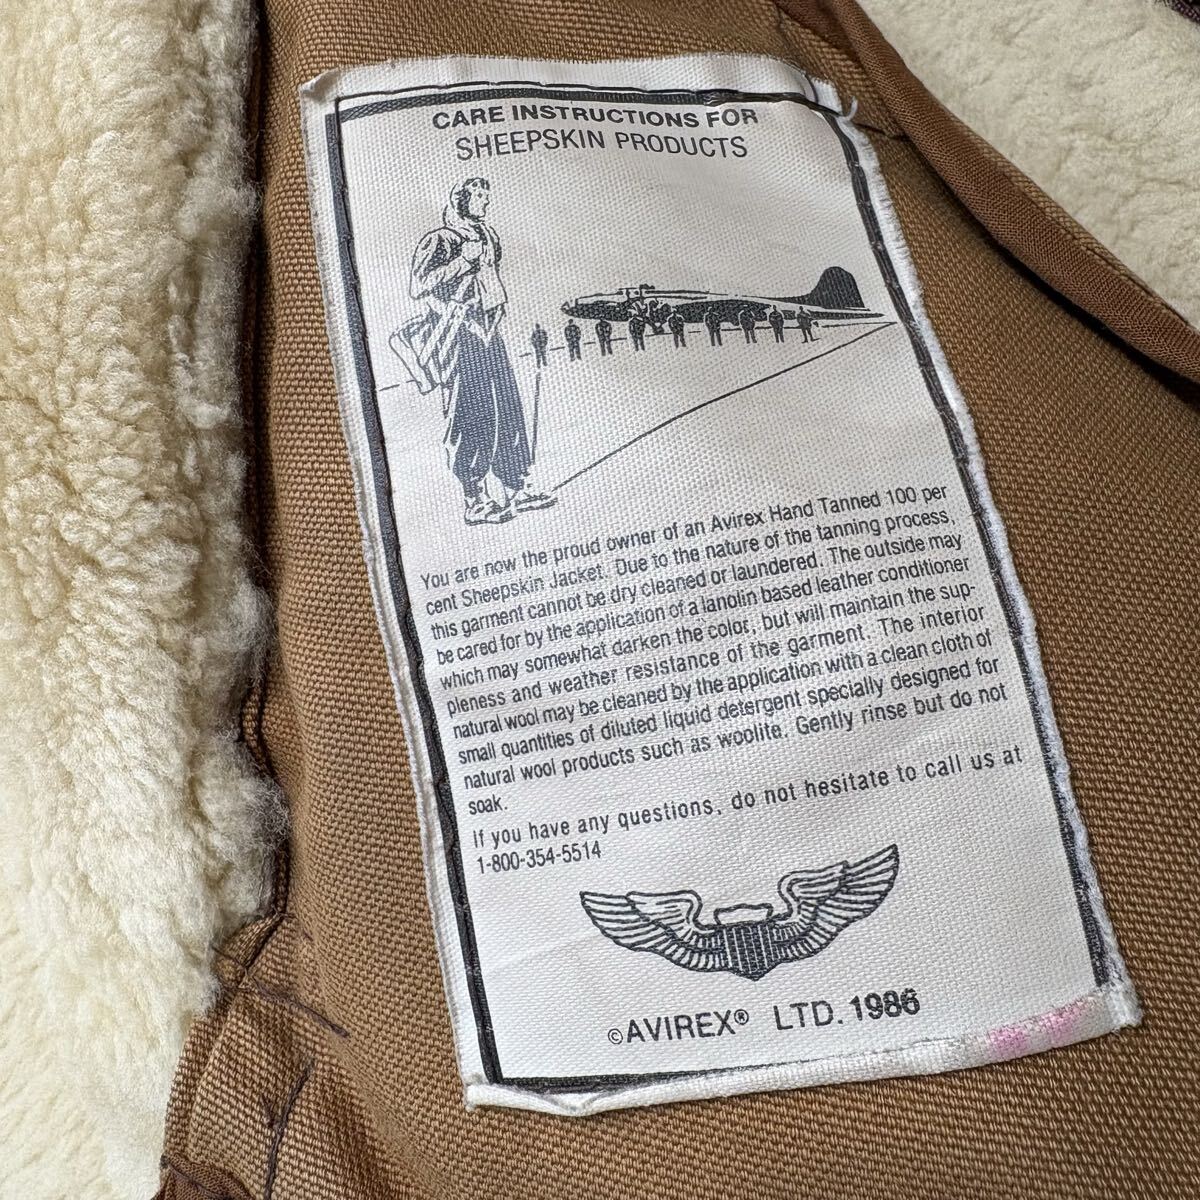 CARE INSTRUCTIONS FOR
SHEEPSKIN PRODUCTS
You are now the proud owner of an Avirex Hand Tanned 100 per
cent Sheepskin Jacket. Due to the nature of the tanning process,
this garment cannot be dry cleaned or laundered. The outside may
be cared for by the application of a lanolin based leather conditioner
which may somewhat darken the color, but will maintain the sup-
pleness and weather resistance of the garment. The interior
natural wool may be cleaned by the application with a clean cloth of
small quantities of diluted liquid detergent specially designed for
natural wool products such as woolite. Gently rinse but do not
soak.
If you have any questions, do not hesitate to call us at
1-800-354-5514
©AVIREX® LTD. 1986